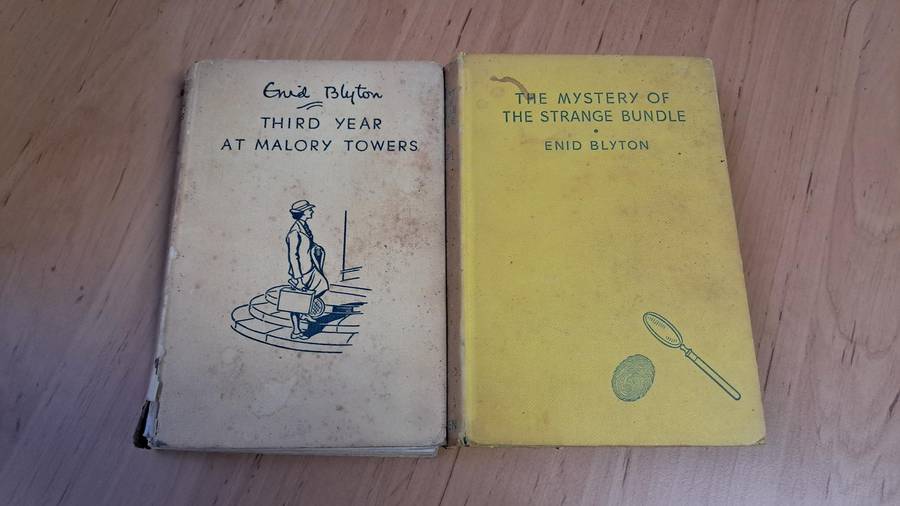 Enid Blyton
THIRD YEAR
AT MALORY TOWERS
THE MYSTERY OF
THE STRANGE BUNDLE
•
ENID BLYTON